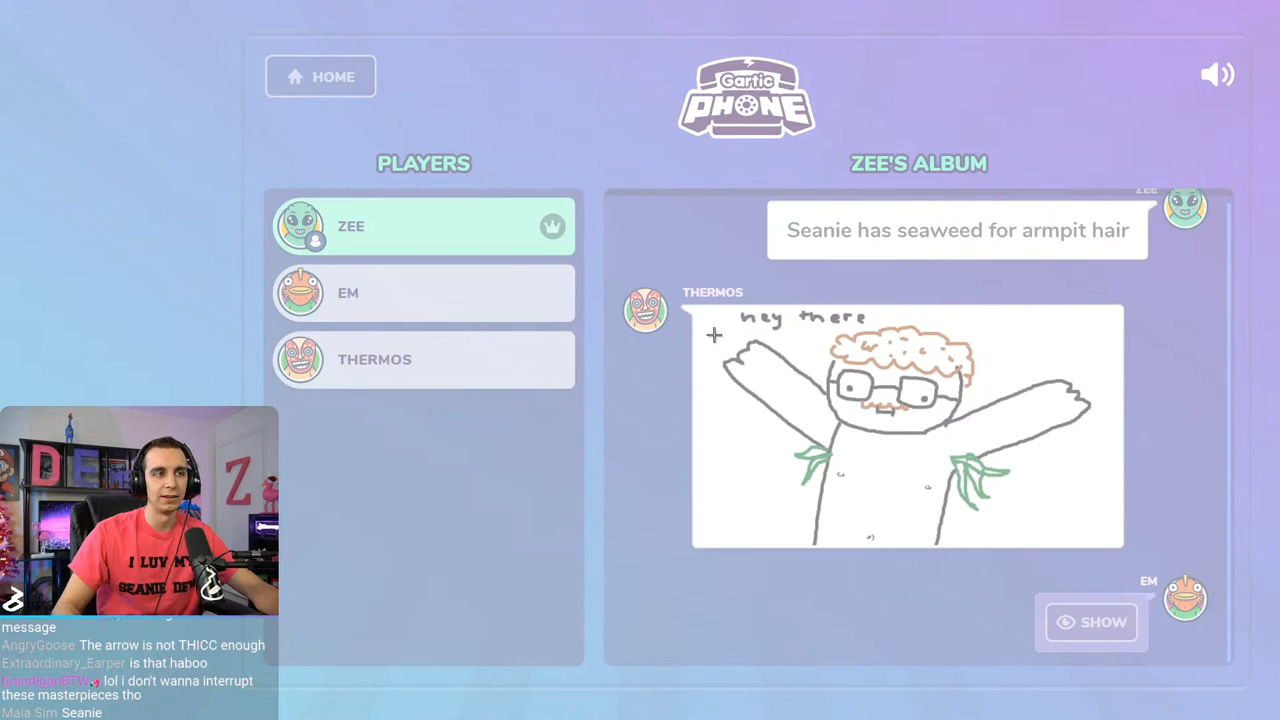 HOME
Gartic
PHONE
PLAYERS
ZEE'S ALBUM
ZEE
EM
THERMOS
ZEE
Seanie has seaweed for armpit hair
THERMOS
hey there
EM
SHOW
DE
Z
I LUV MY
SEANIE DE
message
AngryGoose The arrow is not THICC enough
Extraordinary_Earper is that haboo
lol i don't wanna interrupt
these masterpieces tho
Maia Sim Seanie